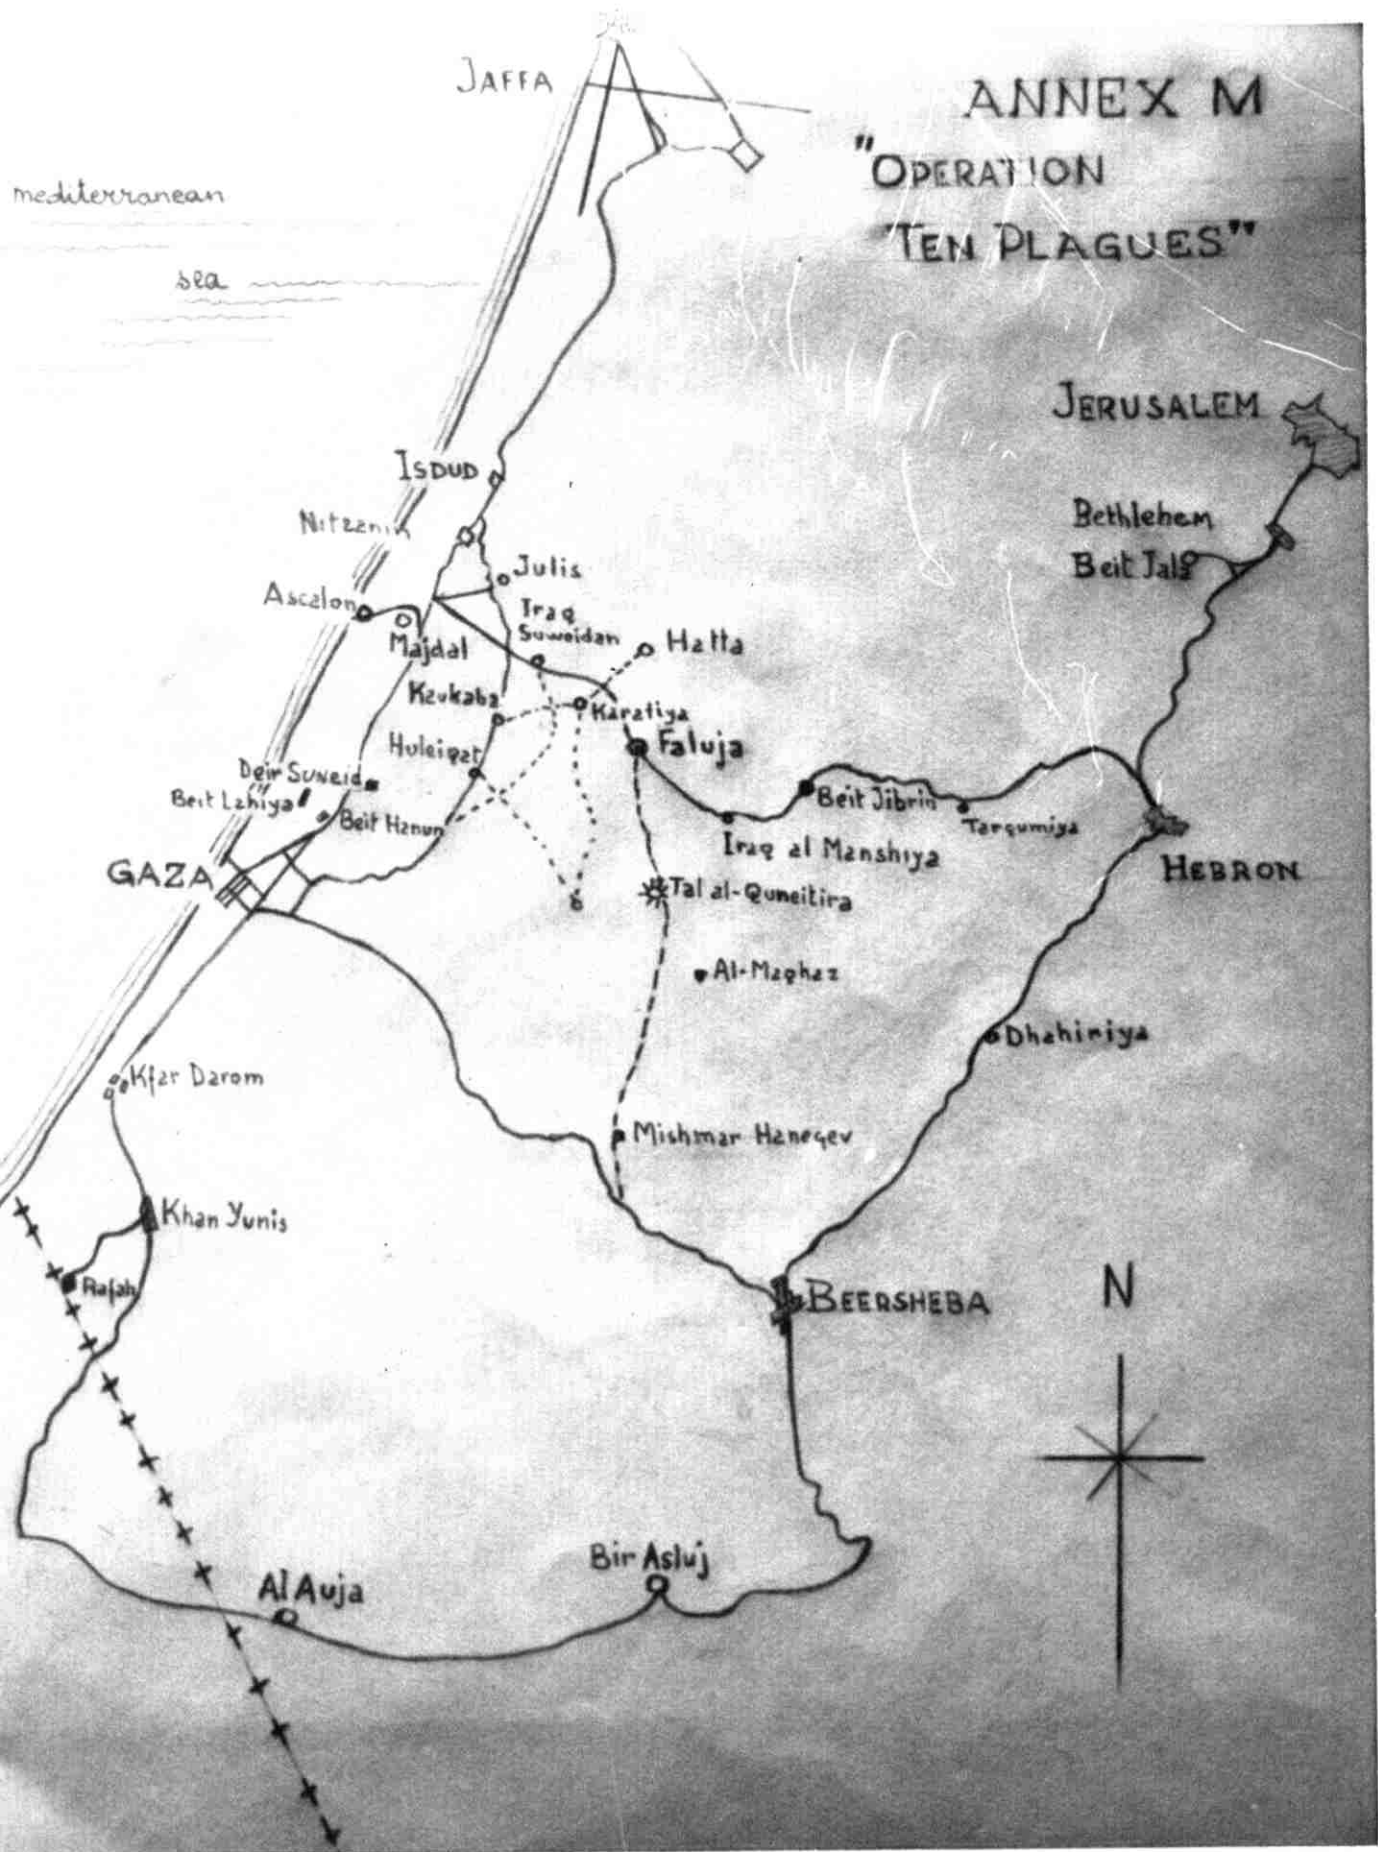 JAFFA
ANNEX M
"OPERATION
"TEN PLAGUES"
mediterranean
sea
JERUSALEM
ISDUD
Bethlehem
Beit Jala
Julis
Ascalon
Majdal
Iraq
Suweidan
Hatta
Kaukaba
Karatiya
Huleiqat
Faluja
Deir Suneid
Beit Lahiya
Beit Hanun
Beit Jibrin
Tarqumiya
Iraq al Manshiya
GAZA
HEBRON
Tal al-Quneitira
Al-Maghaz
Dhahiriya
Kfar Darom
Mishmar Hanegev
Khan Yunis
Rafah
BEERSHEBA
N
Bir Asluj
Al Auja